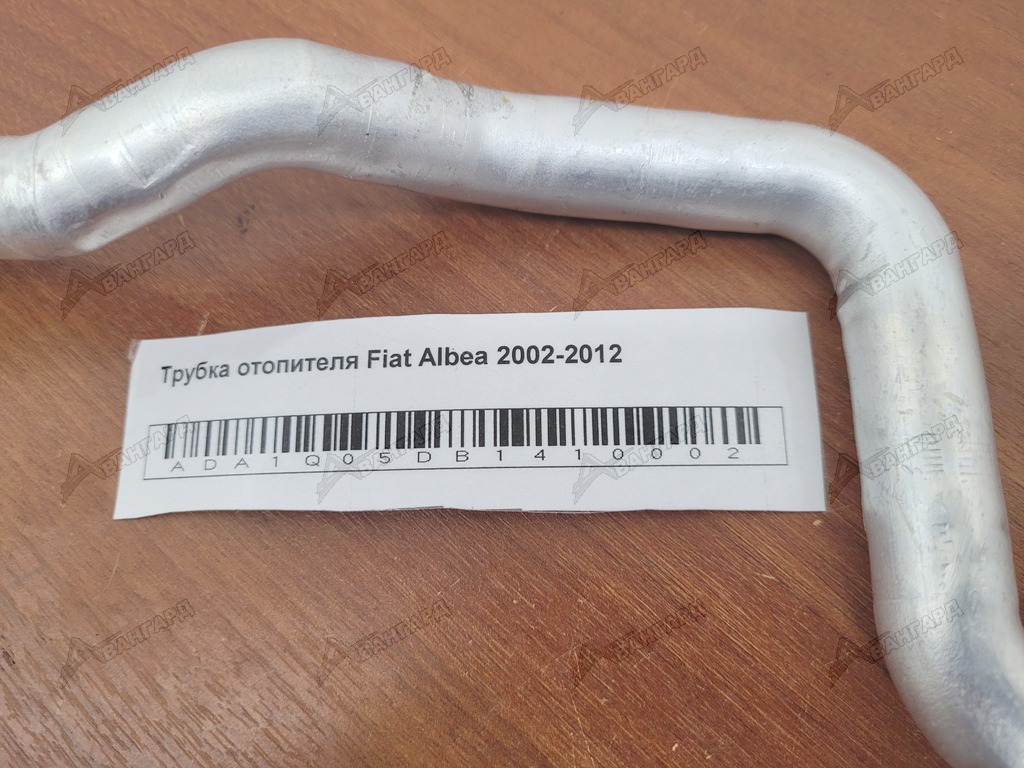 Трубка отопителя Fiat Albea 2002-2012
ADA1Q05DB1410002
АВАНГАРД